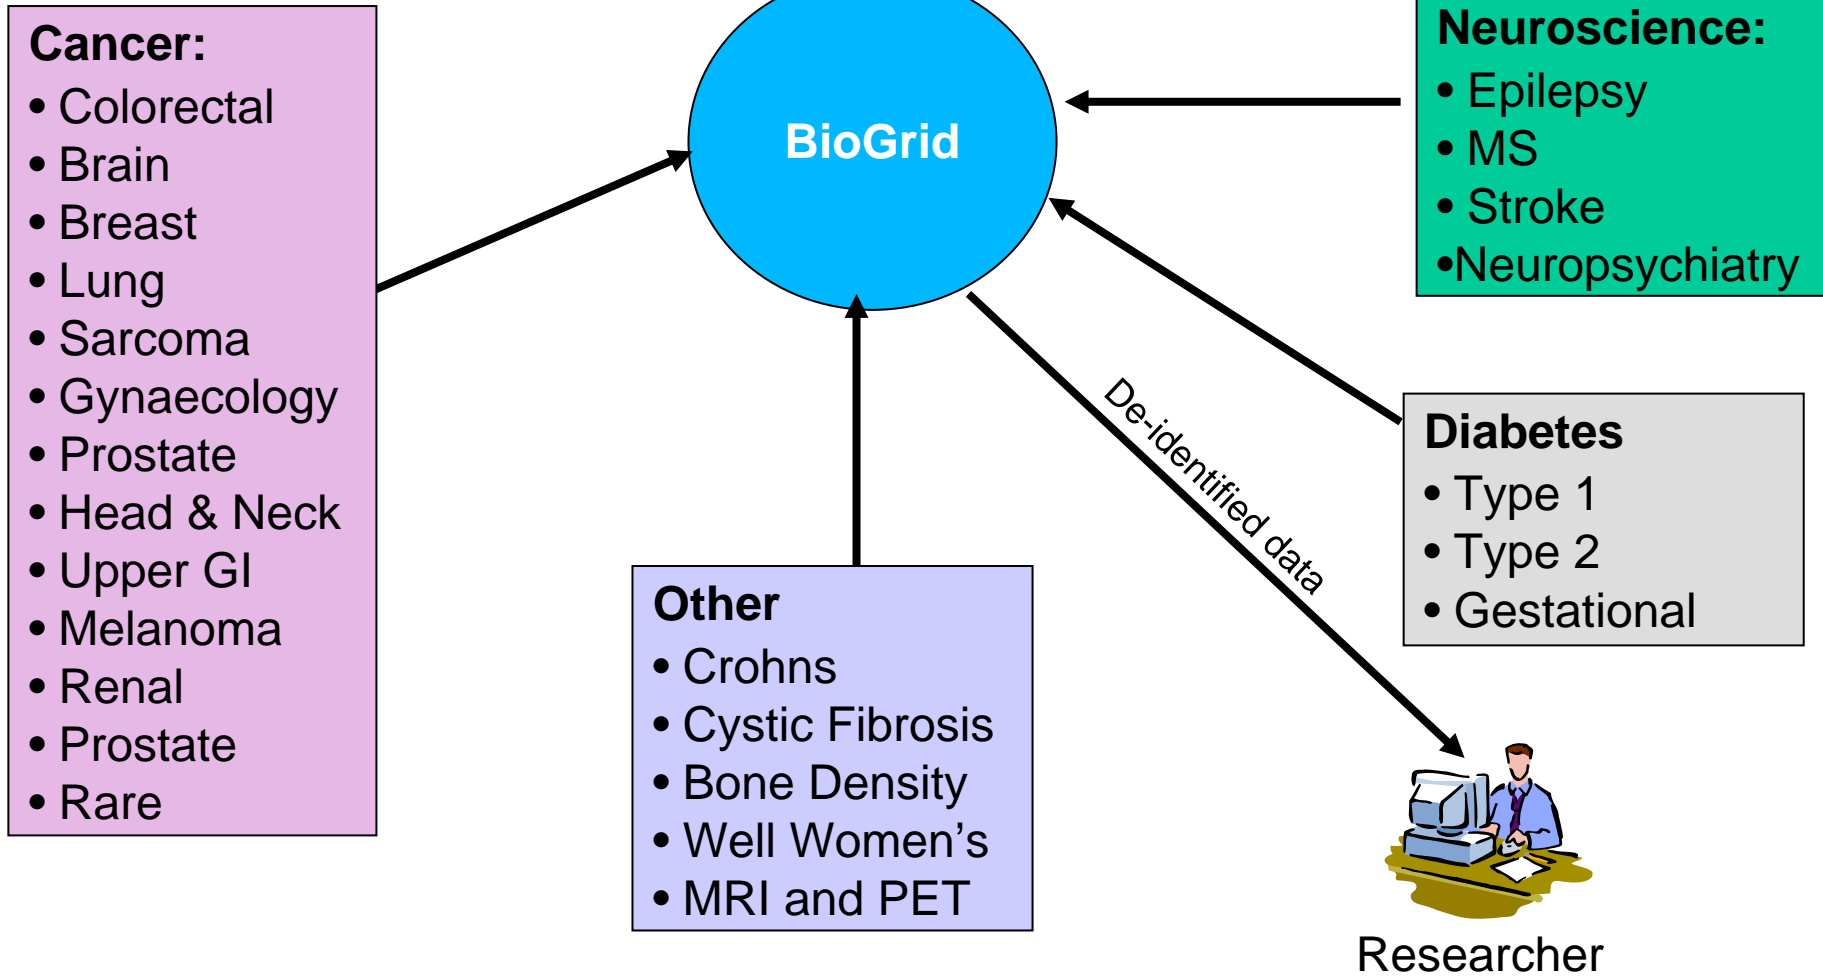 Cancer:
• Colorectal
• Brain
• Breast
• Lung
• Sarcoma
• Gynaecology
• Prostate
• Head & Neck
• Upper GI
• Melanoma
• Renal
• Prostate
• Rare
BioGrid
Neuroscience:
• Epilepsy
• MS
• Stroke
•Neuropsychiatry
De-identified data
Other
• Crohns
• Cystic Fibrosis
• Bone Density
• Well Women’s
• MRI and PET
Diabetes
• Type 1
• Type 2
• Gestational
Researcher